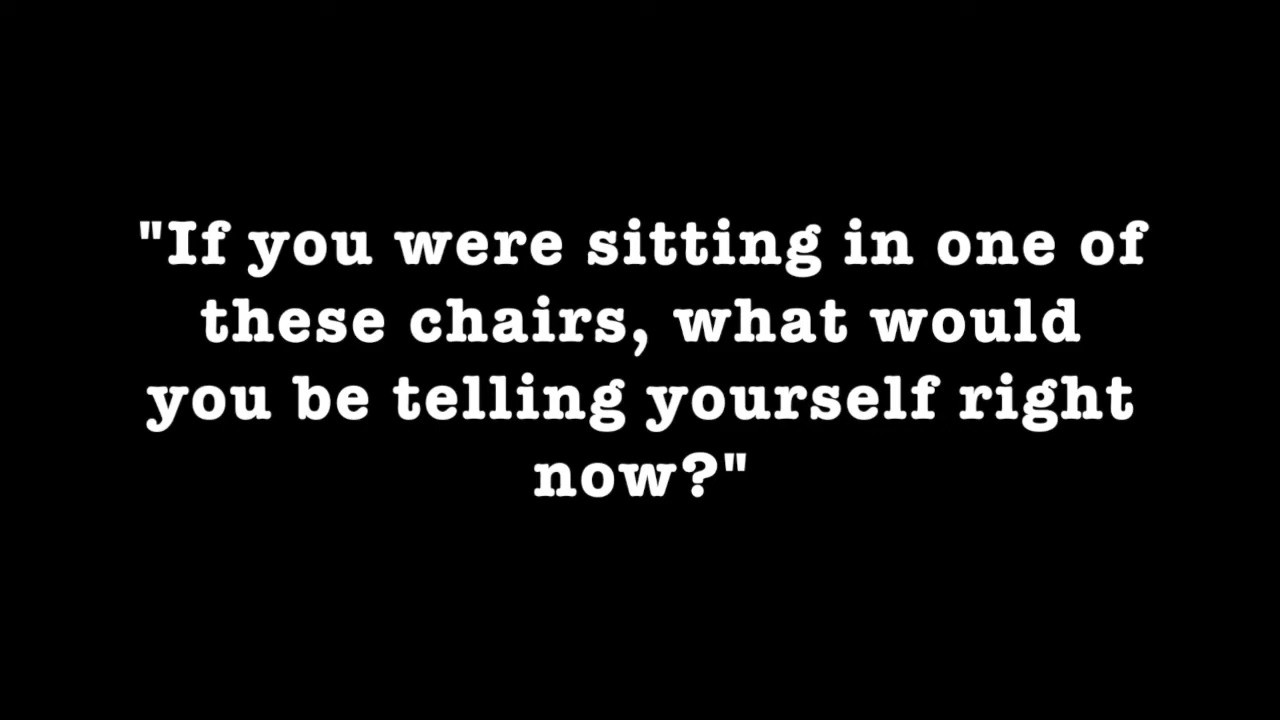 "If you were sitting in one of
these chairs, what would
you be telling yourself right
now?"